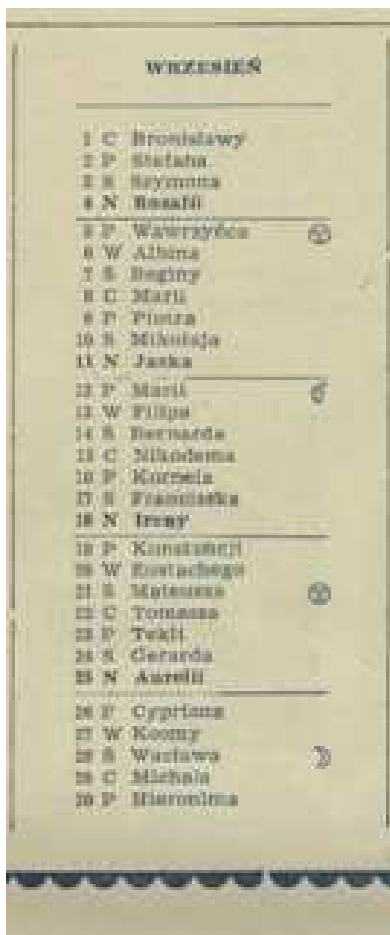 WRZESIEŃ
1 C Bronisławy
2 P Stefana
3 S Szymona
4 N Rozalii
5 P Wawrzyńca
6 W Albina
7 S Reginy
8 C Marii
9 P Piotra
10 S Mikołaja
11 N Jacka
12 P Marii
13 W Filipa
14 S Bernarda
15 C Nikodema
16 P Kornela
17 S Franciszka
18 N Ireny
19 P Konstancji
20 W Eustachego
21 S Mateusza
22 C Tomasza
23 P Tekli
24 S Gerarda
25 N Aurelii
26 P Cypriana
27 W Kosmy
28 S Wacława
29 C Michała
30 P Hieronima